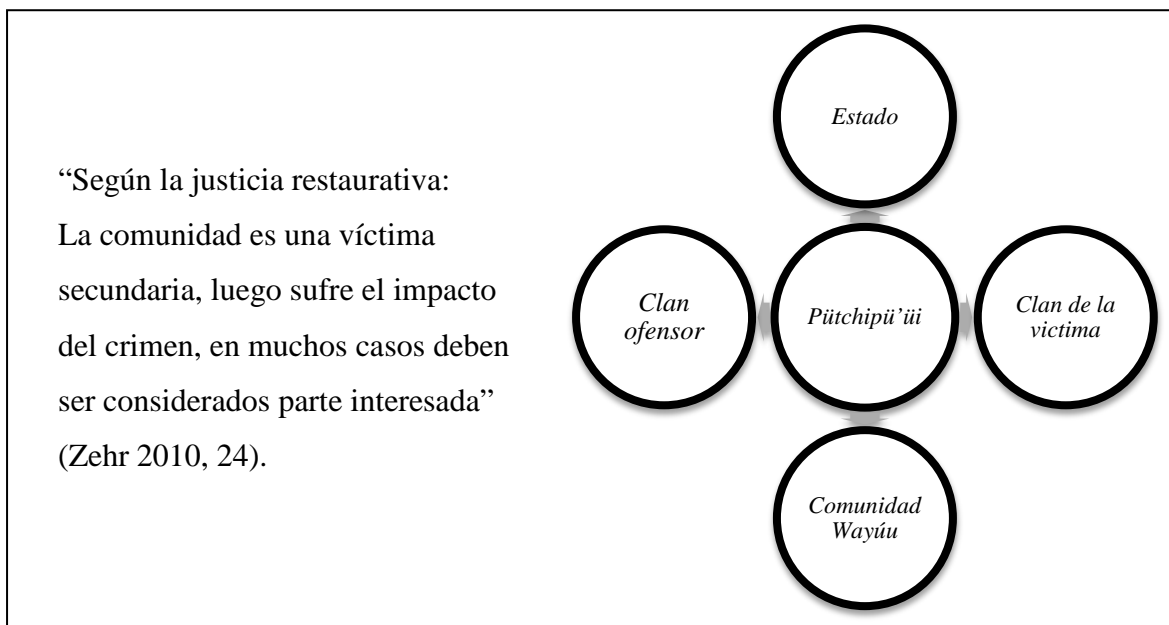 “Según la justicia restaurativa:
La comunidad es una víctima
secundaria, luego sufre el impacto
del crimen, en muchos casos deben
ser considerados parte interesada”
(Zehr 2010, 24).
Estado
Clan
ofensor
Pütchipü’üi
Clan de la
victima
Comunidad
Wayúu